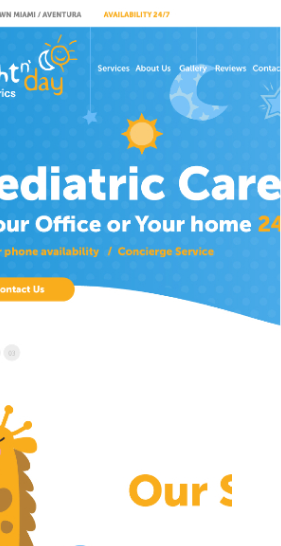 WN MIAMI / AVENTURA AVAILABILITY 24/7
ht n' day
rics
Services About Us Gallery Reviews Contac
ediatric Care
our Office or Your home 24
r phone availability / Concierge Service
ontact Us
03
Our S